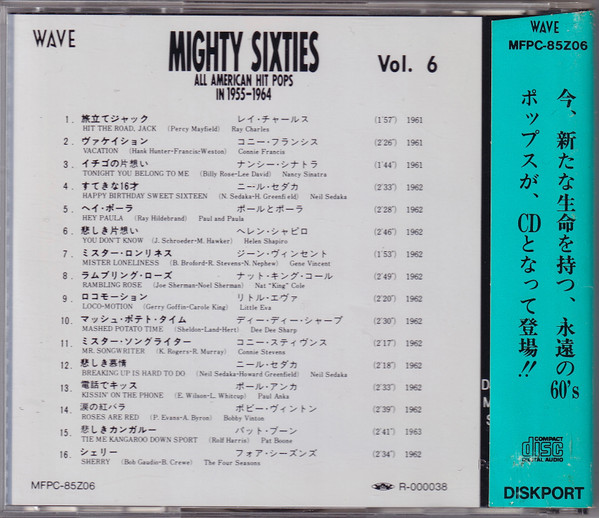 WAVE
MIGHTY SIXTIES
ALL AMERICAN HIT POPS
IN 1955-1964
Vol. 6
1. 旅立てジャック レイ・チャールス (1'57") 1961
HIT THE ROAD, JACK (Percy Mayfield) Ray Charles
2. ヴァケイション コニー・フランシス (2'26") 1961
VACATION (Hank Hunter-Francis-Weston) Connie Francis
3. イチゴの片想い ナンシー・シナトラ (1'44") 1961
TONIGHT YOU BELONG TO ME (Billy Rose-Lee David) Nancy Sinatra
4. すてきな16才 ニール・セダカ (2'33") 1962
HAPPY BIRTHDAY SWEET SIXTEEN (N. Sedaka-H. Greenfield) Neil Sedaka
5. ヘイ・ポーラ ポールとポーラ (2'28") 1962
HEY PAULA (Ray Hildebrand) Paul and Paula
6. 悲しき片想い ヘレン・シャピロ (2'46") 1962
YOU DON'T KNOW (J. Schroeder-M. Hawker) Helen Shapiro
7. ミスター・ロンリネス ジーン・ヴィンセント (1'53") 1962
MISTER LONELINESS (B. Broford-R. Stevens-N. Nephew) Gene Vincent
8. ラムブリング・ローズ ナット・キング・コール (2'49") 1962
RAMBLING ROSE (Joe Sherman-Noel Sherman) Nat "King" Cole
9. ロコモーション リトル・エヴァ (2'20") 1962
LOCO-MOTION (Gerry Goffin-Carole King) Little Eva
10. マッシュ・ポテト・タイム ディー・ディー・シャープ (2'30") 1962
MASHED POTATO TIME (Sheldon-Land-Hert) Dee Dee Sharp
11. ミスター・ソングライター コニー・スティヴンス (2'17") 1962
MR. SONGWRITER (K. Rogers-R. Murray) Connie Stevens
12. 悲しき慕情 ニール・セダカ (2'18") 1962
BREAKING UP IS HARD TO DO (Neil Sedaka-Howard Greenfield) Neil Sedaka
13. 電話でキッス ポール・アンカ (2'33") 1962
KISSIN' ON THE PHONE (E. Wilson-L. Whitcup) Paul Anka
14. 涙の紅バラ ボビー・ヴィントン (2'39") 1962
ROSES ARE RED (P. Evans-A. Byron) Bobby Vinton
15. 悲しきカンガルー パット・ブーン (2'41") 1963
TIE ME KANGAROO DOWN SPORT (Rolf Harris) Pat Boone
16. シェリー フォア・シーズンズ (2'34") 1962
SHERRY (Bob Gaudio-B. Crewe) The Four Seasons
MFPC-85Z06
R-000038
WAVE
MFPC-85Z06
今、新たな生命を持つ、永遠の60's
ポップスが、CDとなって登場!!
COMPACT
disc
DIGITAL AUDIO
DISKPORT